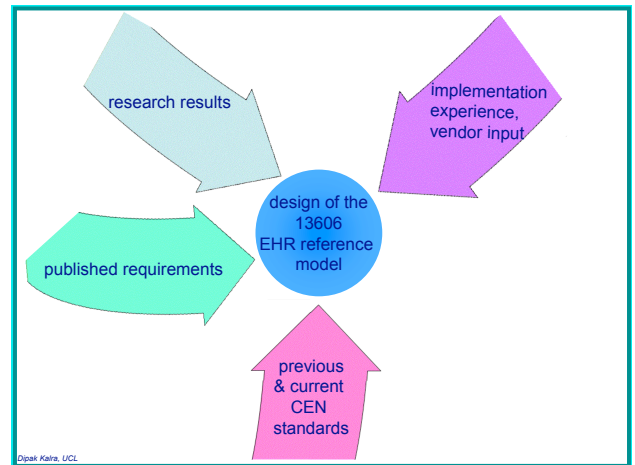 research results
implementation
experience,
vendor input
design of the
13606
EHR reference
model
published requirements
previous
& current
CEN
standards
Dipak Kalra, UCL